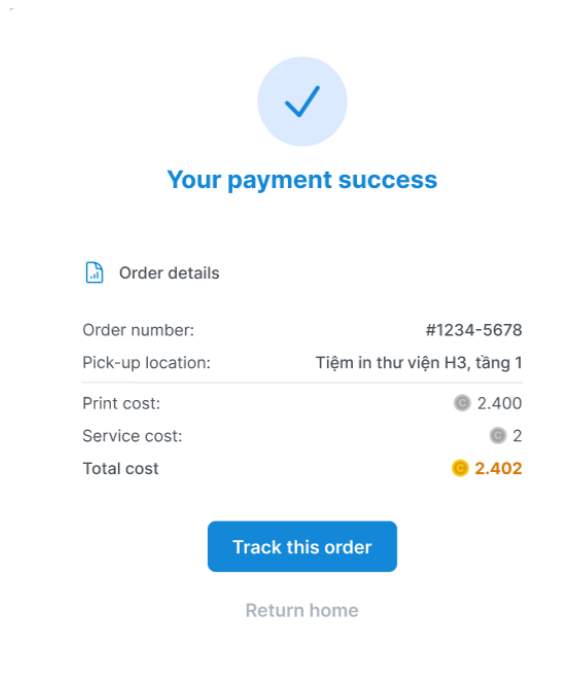 Your payment success
Order details
Order number: #1234-5678
Pick-up location: Tiệm in thư viện H3, tầng 1
Print cost: C 2.400
Service cost: C 2
Total cost C 2.402
Track this order
Return home